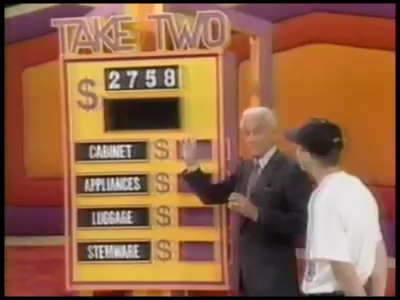 TAKE TWO
$ 2758
CABINET $
APPLIANCES $
LUGGAGE $
STEMWARE $